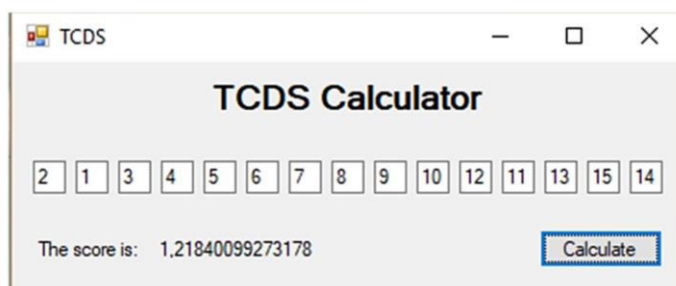 TCDS
TCDS Calculator
2 1 3 4 5 6 7 8 9 10 12 11 13 15 14
The score is: 1,21840099273178 Calculate